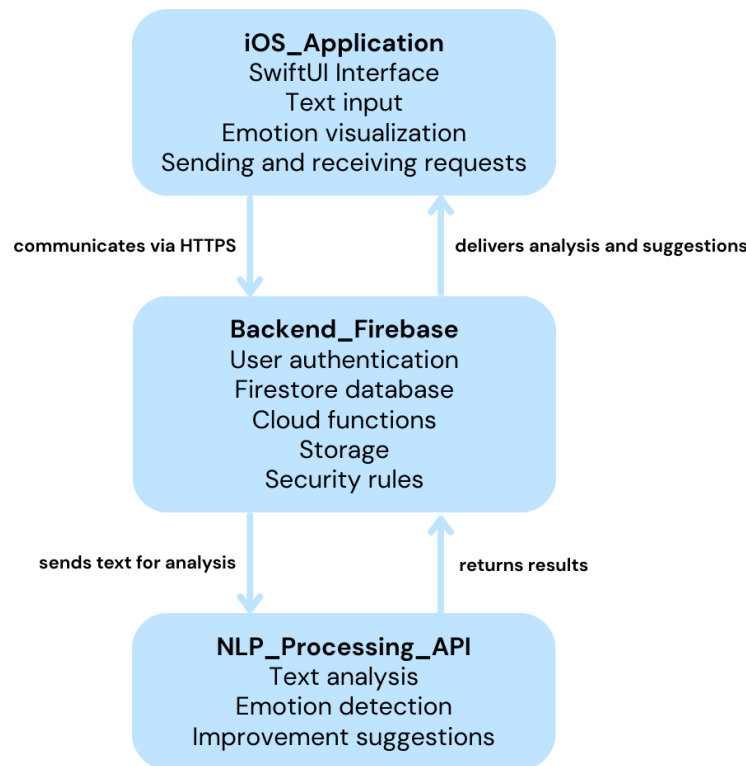 iOS_Application
SwiftUI Interface
Text input
Emotion visualization
Sending and receiving requests
communicates via HTTPS
delivers analysis and suggestions
Backend_Firebase
User authentication
Firestore database
Cloud functions
Storage
Security rules
sends text for analysis
returns results
NLP_Processing_API
Text analysis
Emotion detection
Improvement suggestions